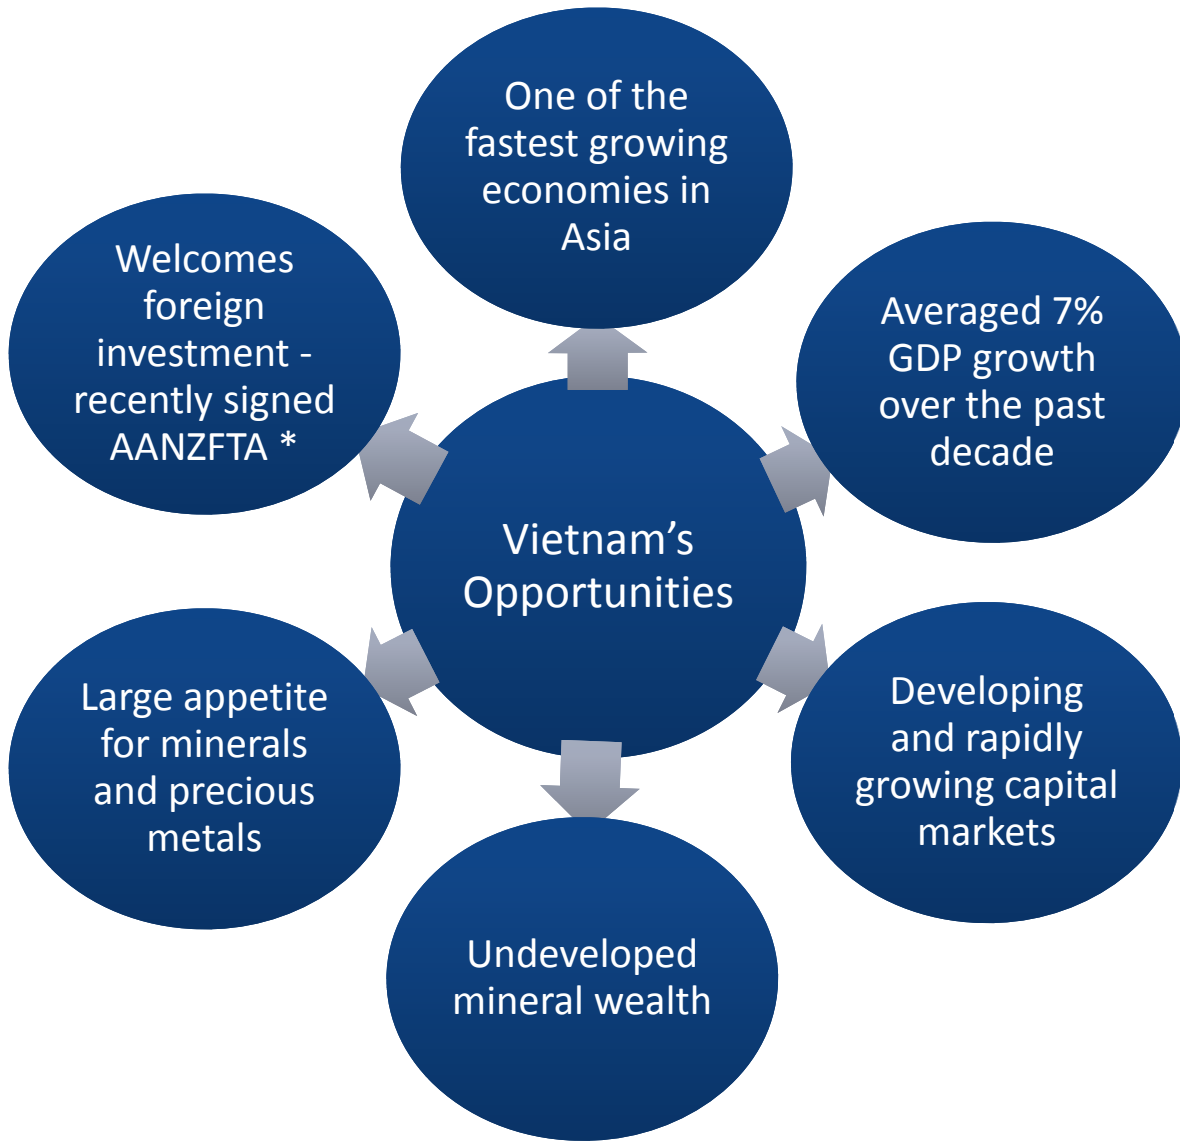 One of the
fastest growing
economies in
Asia
Welcomes
foreign
investment -
recently signed
AANZFTA *
Averaged 7%
GDP growth
over the past
decade
Vietnam’s
Opportunities
Large appetite
for minerals
and precious
metals
Developing
and rapidly
growing capital
markets
Undeveloped
mineral wealth